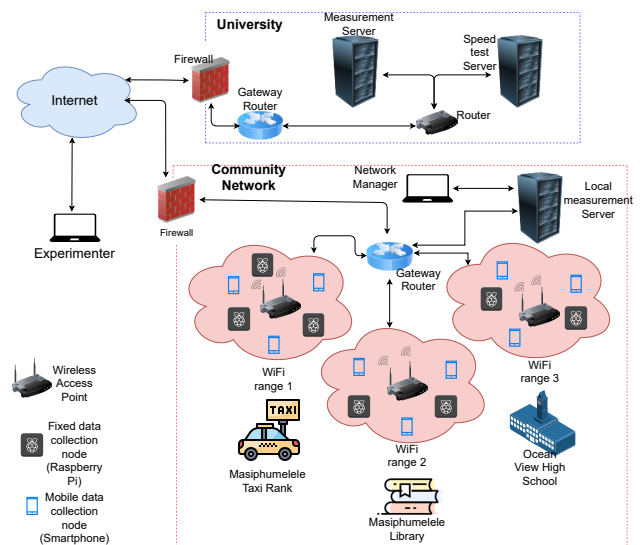 University
Measurement
Server
Speed
test
Server
Firewall
Internet
Gateway
Router
Router
Community
Network
Network
Manager
Local
measurement
Server
Firewall
Experimenter
Gateway
Router
WiFi
range 1
WiFi
range 3
WiFi
range 2
Wireless
Access
Point
TAXI
Fixed data
collection
node
(Raspberry
Pi)
Masiphumelele
Taxi Rank
Ocean
View High
School
Mobile data
collection
node
(Smartphone)
Masiphumelele
Library